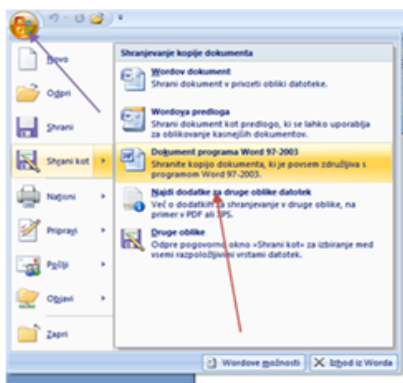 Novo
Odpri
Shrani
Shrani kot
Natisni
Pripravi
Pošlji
Objavi
Zapri
Shranjevanje kopije dokumenta
Wordov dokument
Shrani dokument v privzeti obliki datoteke.
Wordova predloga
Shrani dokument kot predlogo, ki se lahko uporablja
za oblikovanje kasnejših dokumentov.
Dokument programa Word 97-2003
Shranite kopijo dokumenta, ki je povsem združljiva s
programom Word 97-2003.
Najdi dodatke za druge oblike datotek
Več o dodatkih za shranjevanje v druge oblike, na
primer v PDF ali XPS.
Druge oblike
Odpre pogovorno okno »Shrani kot« za izbiranje med
vsemi razpoložljivimi vrstami datotek.
Wordove možnosti
Izhod iz Worda